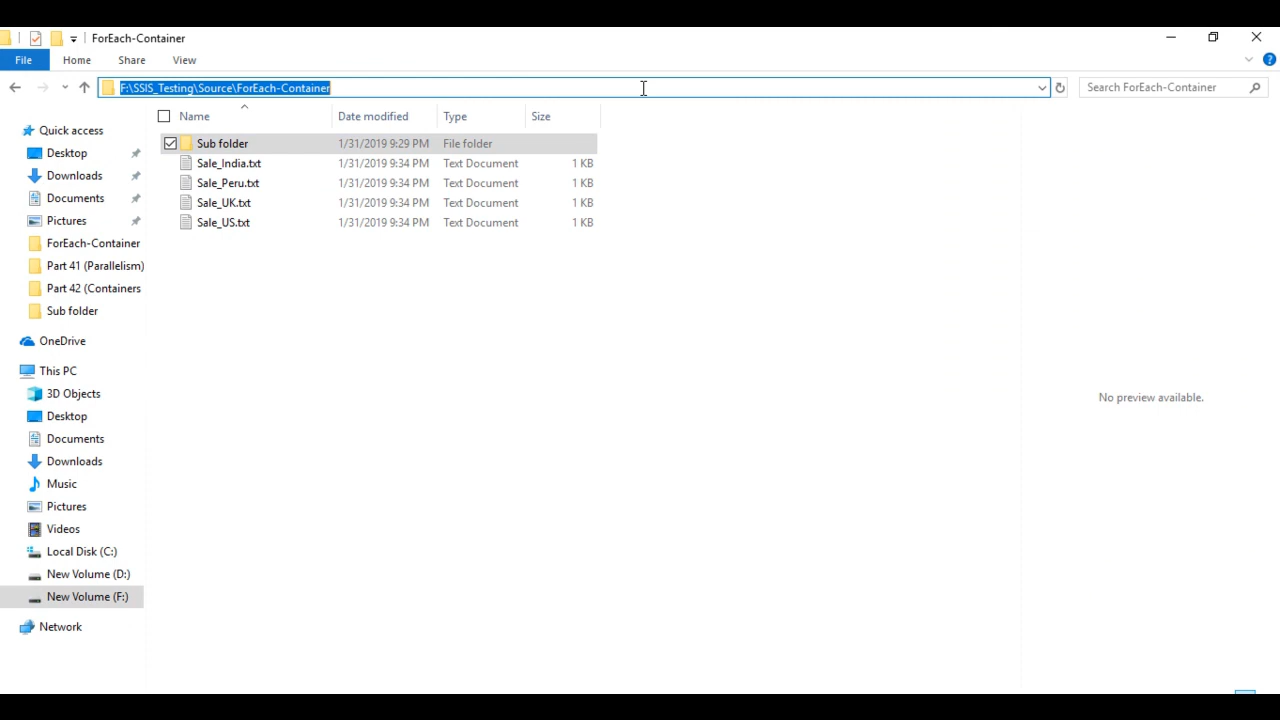 ForEach-Container
File Home Share View
F:\SSIS_Testing\Source\ForEach-Container
Search ForEach-Container
Name Date modified Type Size
Sub folder 1/31/2019 9:29 PM File folder
Sale_India.txt 1/31/2019 9:34 PM Text Document 1 KB
Sale_Peru.txt 1/31/2019 9:34 PM Text Document 1 KB
Sale_UK.txt 1/31/2019 9:34 PM Text Document 1 KB
Sale_US.txt 1/31/2019 9:34 PM Text Document 1 KB
Quick access
Desktop
Downloads
Documents
Pictures
ForEach-Container
Part 41 (Parallelism)
Part 42 (Containers
Sub folder
OneDrive
This PC
3D Objects
Desktop
Documents
Downloads
Music
Pictures
Videos
Local Disk (C:)
New Volume (D:)
New Volume (F:)
Network
No preview available.